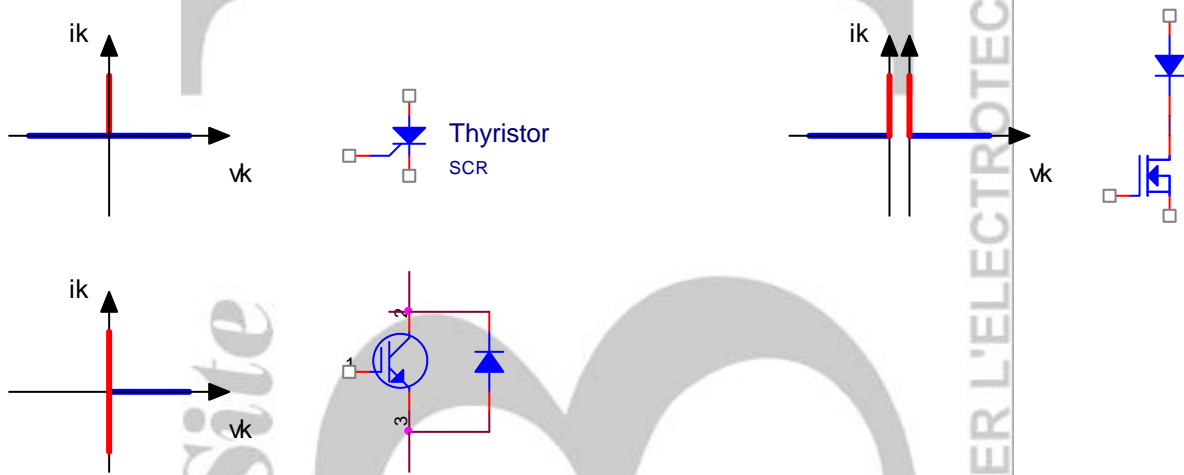 ik
vk
Thyristor
SCR
ik
vk
ik
vk
1
2
3
Site
ER L'ELECTROTEC